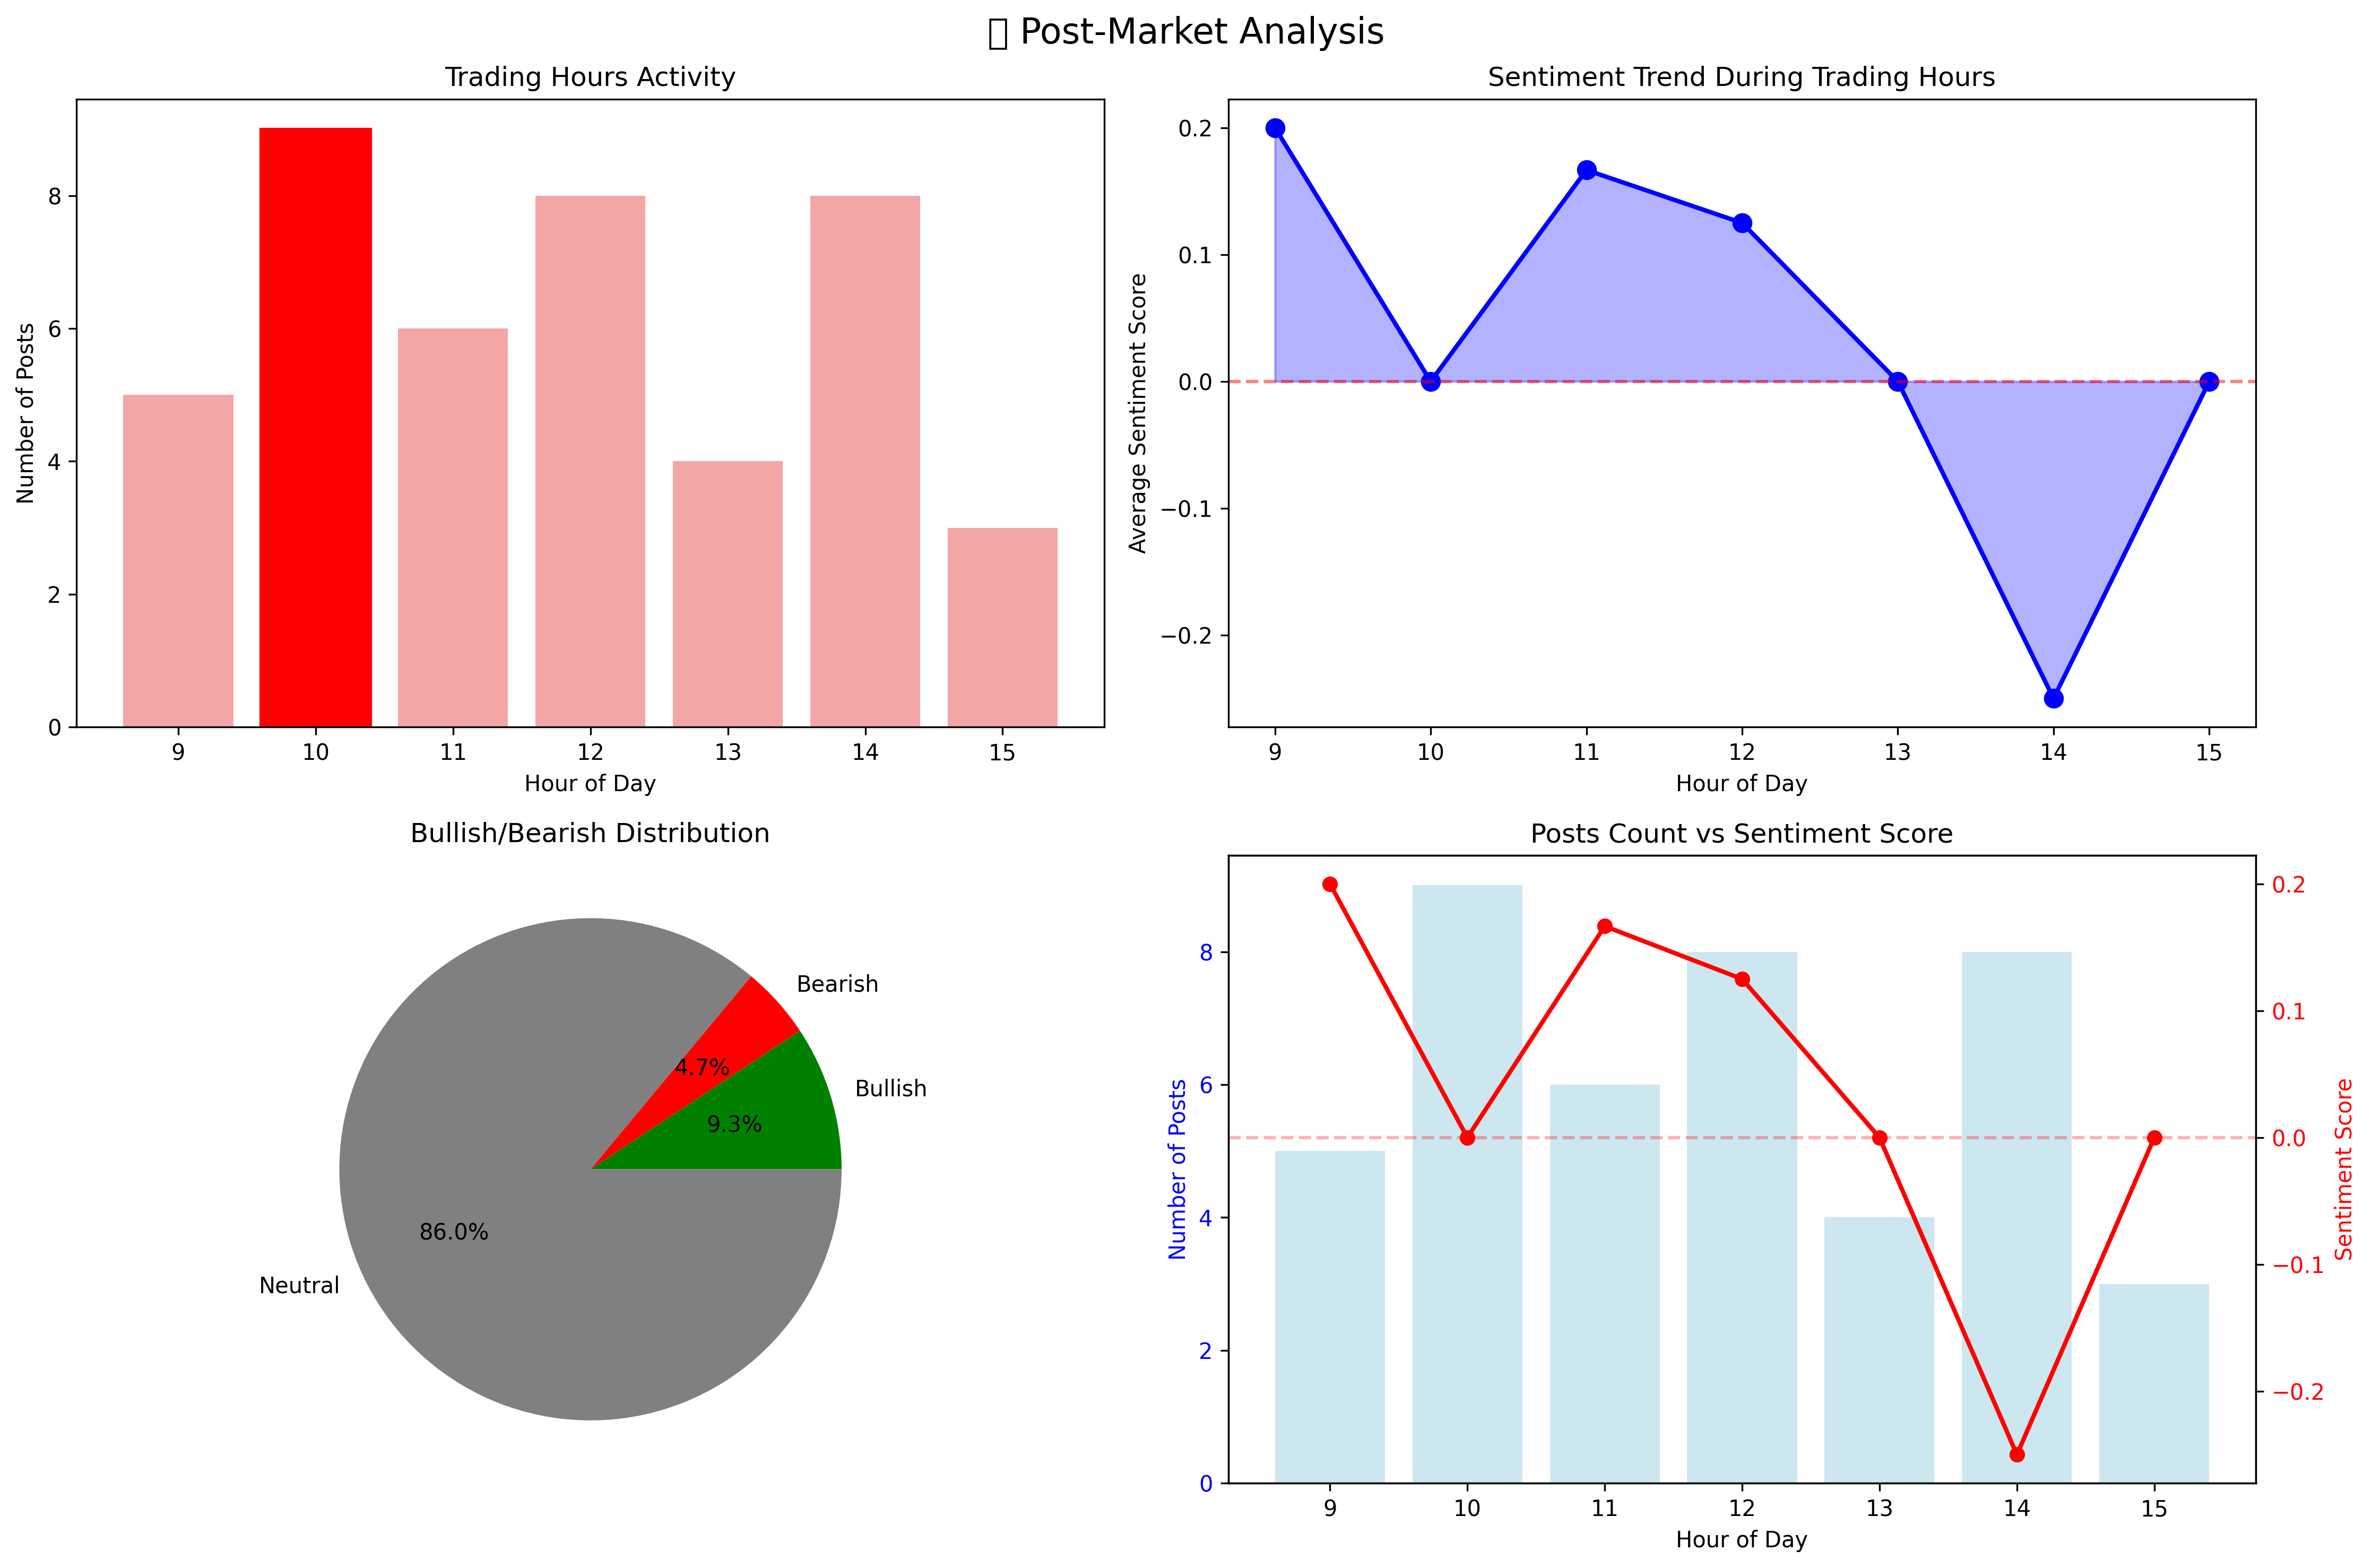 Post-Market Analysis
Trading Hours Activity
Number of Posts
8
6
4
2
0
9 10 11 12 13 14 15
Hour of Day
Sentiment Trend During Trading Hours
Average Sentiment Score
0.2
0.1
0.0
−0.1
−0.2
9 10 11 12 13 14 15
Hour of Day
Bullish/Bearish Distribution
Bearish
4.7%
Bullish
9.3%
86.0%
Neutral
Posts Count vs Sentiment Score
Number of Posts
8
6
4
2
0
9 10 11 12 13 14 15
Hour of Day
0.2
0.1
0.0
−0.1
−0.2
Sentiment Score